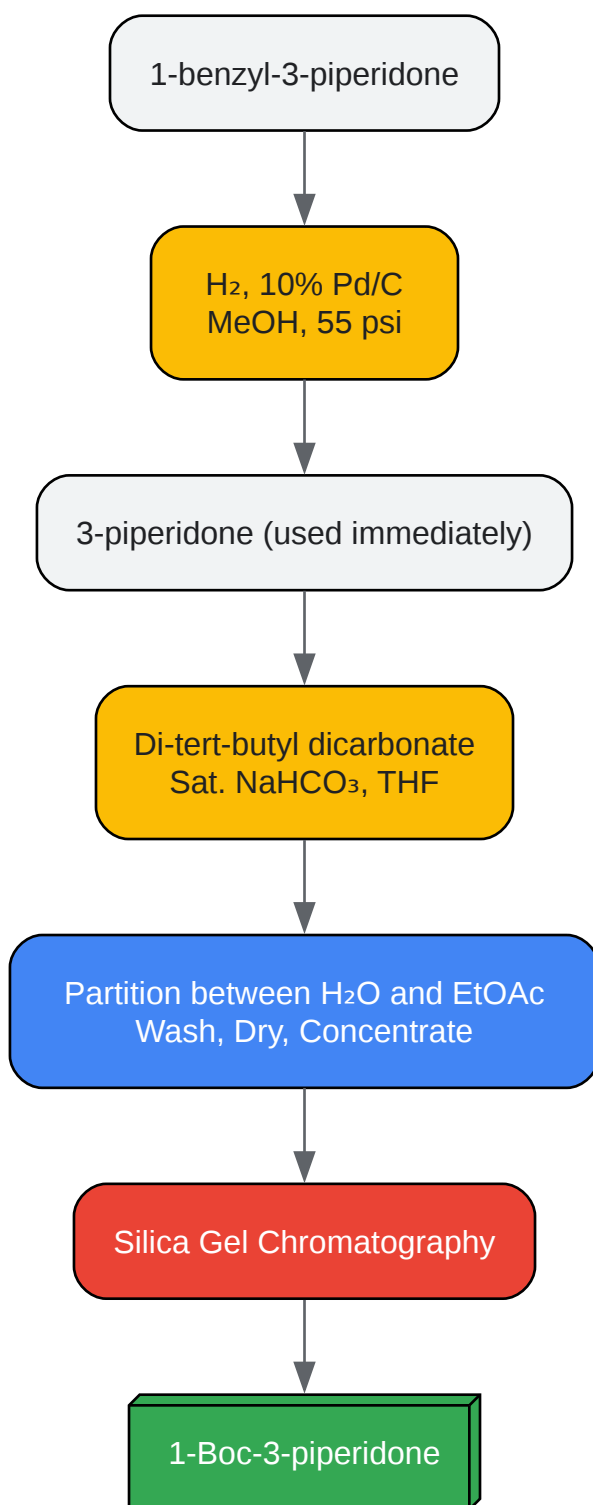 1-benzyl-3-piperidone
H₂, 10% Pd/C
MeOH, 55 psi
3-piperidone (used immediately)
Di-tert-butyl dicarbonate
Sat. NaHCO₃, THF
Partition between H₂O and EtOAc
Wash, Dry, Concentrate
Silica Gel Chromatography
1-Boc-3-piperidone